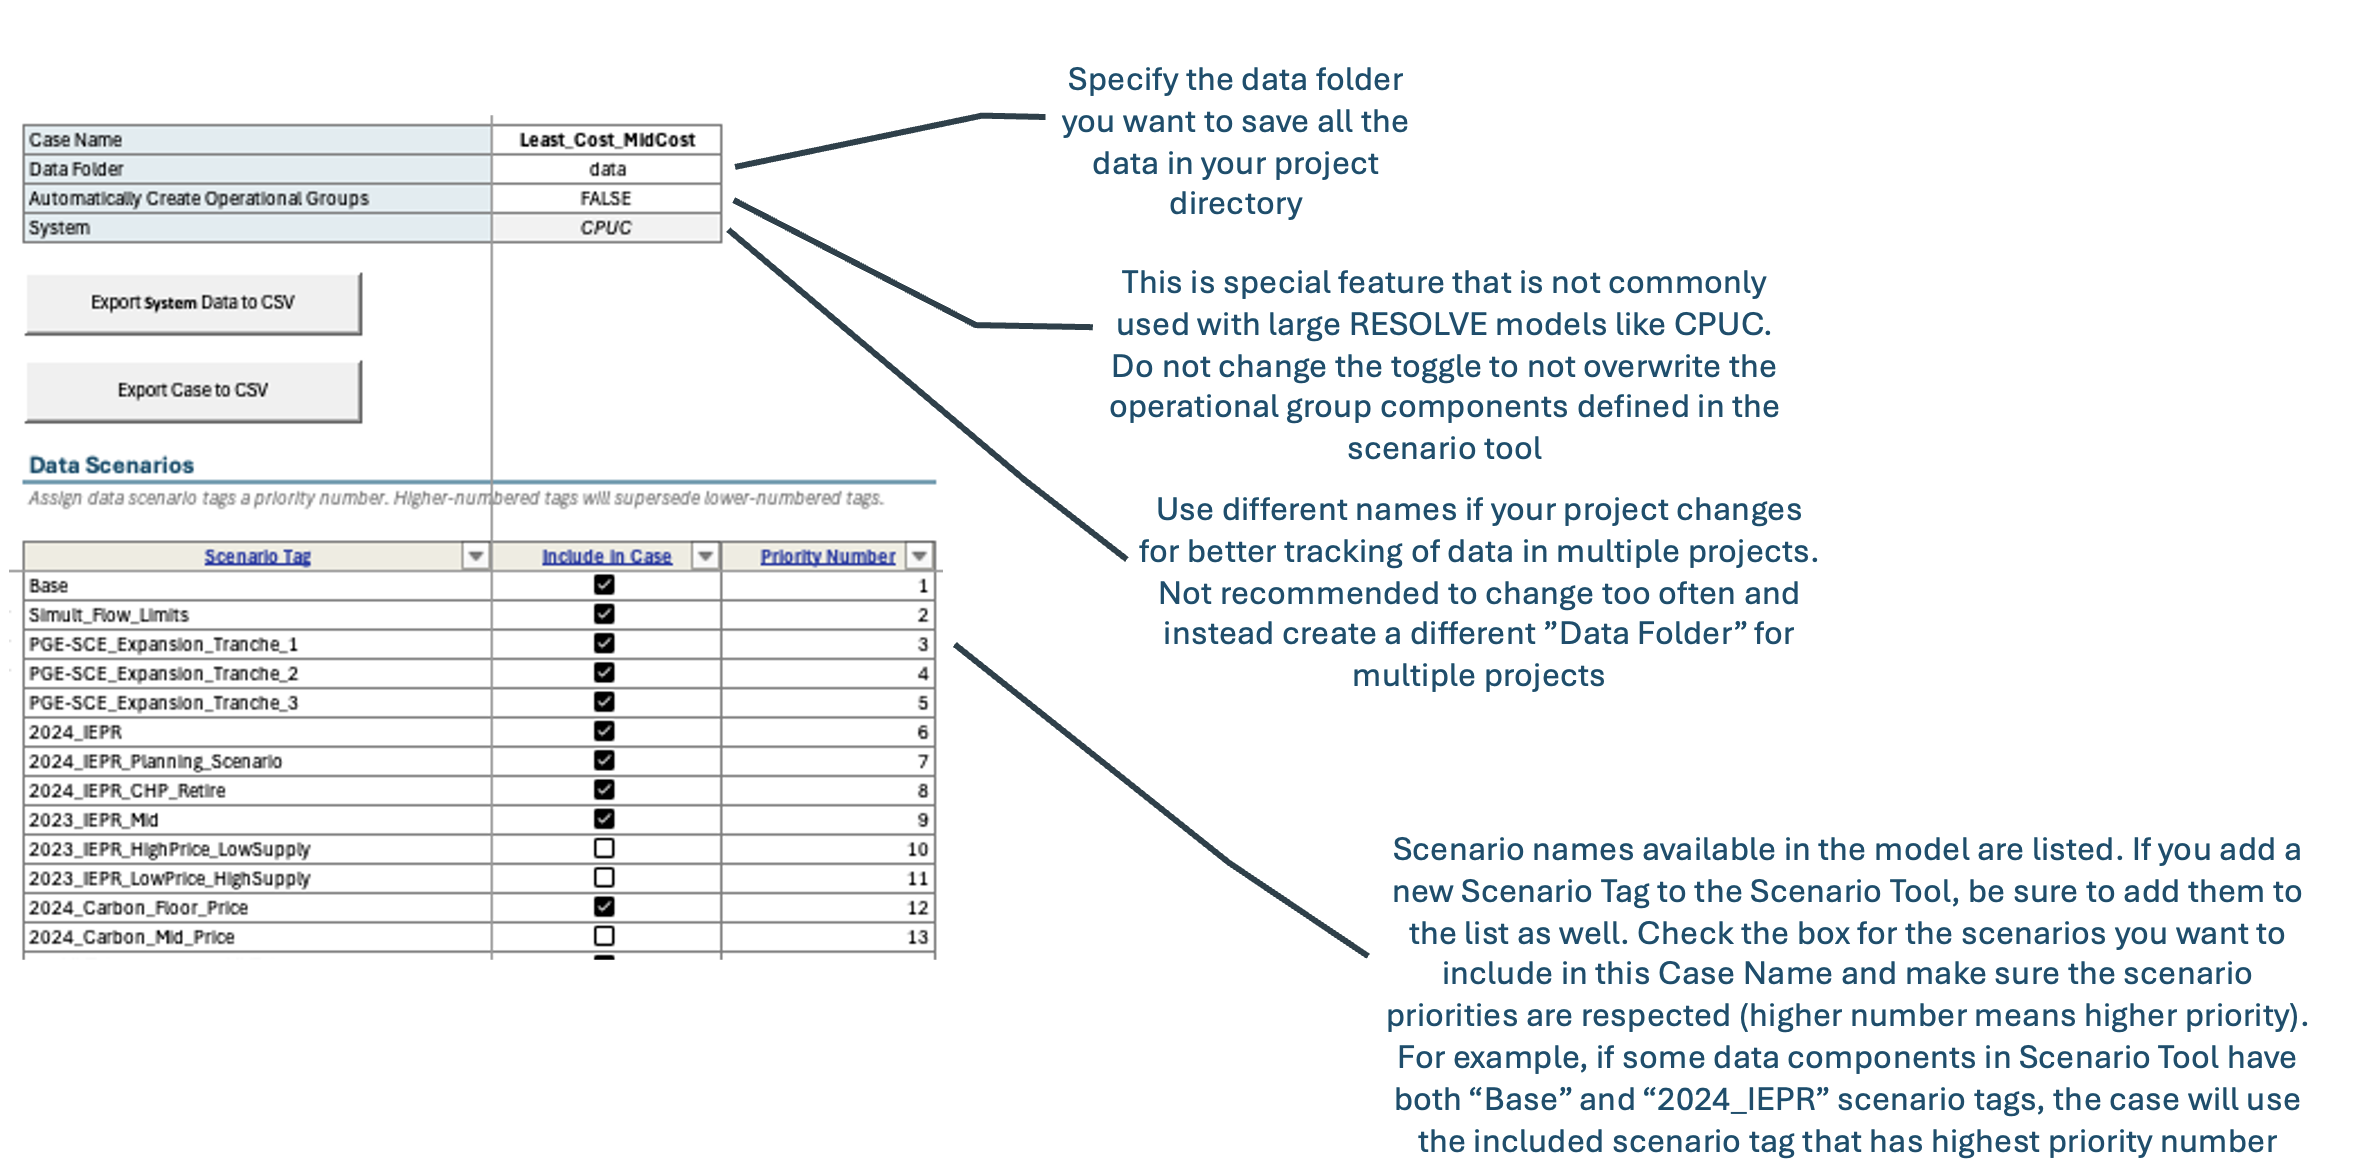 Case Name Least_Cost_MidCost
Data Folder data
Automatically Create Operational Groups FALSE
System CPUC
Export System Data to CSV
Export Case to CSV
Data Scenarios
Assign data scenario tags a priority number. Higher-numbered tags will supersede lower-numbered tags.
Scenario Tag Include in Case Priority Number
Base 1
Simult_Flow_Limits 2
PGE-SCE_Expansion_Tranche_1 3
PGE-SCE_Expansion_Tranche_2 4
PGE-SCE_Expansion_Tranche_3 5
2024_IEPR 6
2024_IEPR_Planning_Scenario 7
2024_IEPR_CHP_Retire 8
2023_IEPR_Mid 9
2023_IEPR_HighPrice_LowSupply 10
2023_IEPR_LowPrice_HighSupply 11
2024_Carbon_Floor_Price 12
2024_Carbon_Mid_Price 13
Specify the data folder
you want to save all the
data in your project
directory
This is special feature that is not commonly
used with large RESOLVE models like CPUC.
Do not change the toggle to not overwrite the
operational group components defined in the
scenario tool
Use different names if your project changes
for better tracking of data in multiple projects.
Not recommended to change too often and
instead create a different ”Data Folder” for
multiple projects
Scenario names available in the model are listed. If you add a
new Scenario Tag to the Scenario Tool, be sure to add them to
the list as well. Check the box for the scenarios you want to
include in this Case Name and make sure the scenario
priorities are respected (higher number means higher priority).
For example, if some data components in Scenario Tool have
both “Base” and “2024_IEPR” scenario tags, the case will use
the included scenario tag that has highest priority number